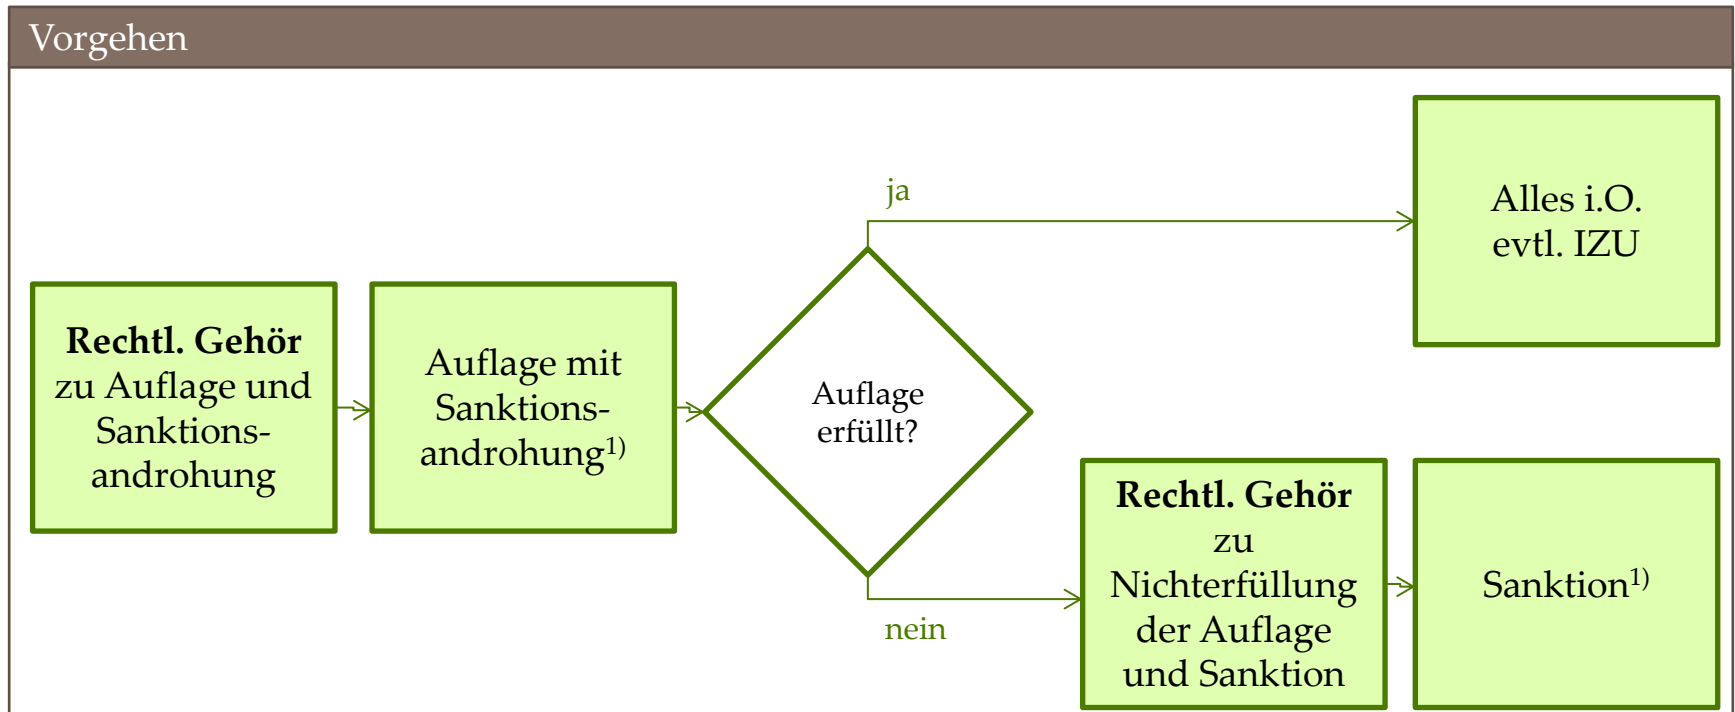 Vorgehen
Rechtl. Gehör
zu Auflage und
Sanktions-
androhung
Auflage mit
Sanktions-
androhung1)
Auflage
erfüllt?
ja
Alles i.O.
evtl. IZU
nein
Rechtl. Gehör
zu
Nichterfüllung
der Auflage
und Sanktion
Sanktion1)